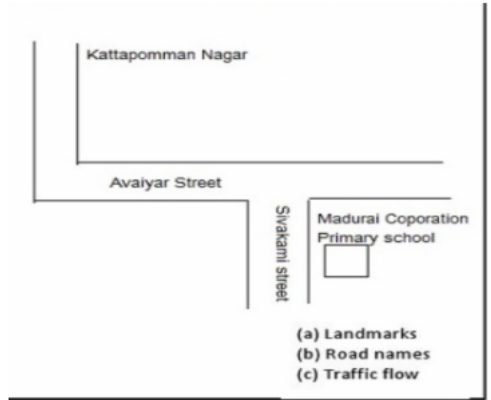 Kattapomman Nagar
Avaiyar Street
Sivakami street
Madurai Coporation
Primary school
(a) Landmarks
(b) Road names
(c) Traffic flow